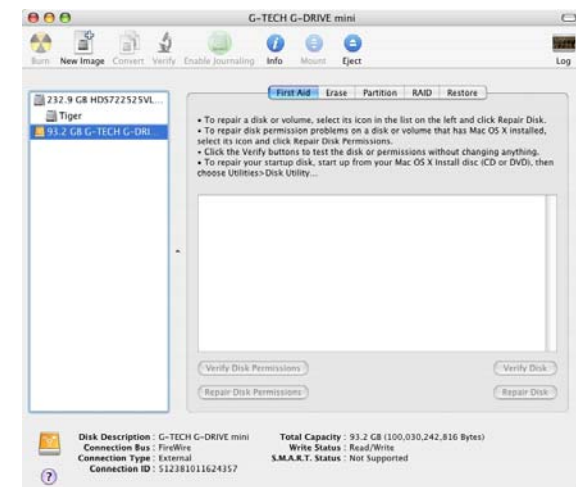 G-TECH G-DRIVE mini
Burn New Image Convert Verify Enable Journaling Info Mount Eject Log
232.9 GB HDS722525VL...
Tiger
93.2 GB G-TECH G-DRI...
First Aid Erase Partition RAID Restore
• To repair a disk or volume, select its icon in the list on the left and click Repair Disk.
• To repair disk permission problems on a disk or volume that has Mac OS X installed,
select its icon and click Repair Disk Permissions.
• Click the Verify buttons to test the disk or permissions without changing anything.
• To repair your startup disk, start up from your Mac OS X Install disc (CD or DVD), then
choose Utilities>Disk Utility...
Verify Disk Permissions Verify Disk
Repair Disk Permissions Repair Disk
Disk Description : G-TECH G-DRIVE mini Total Capacity : 93.2 GB (100,030,242,816 Bytes)
Connection Bus : FireWire Write Status : Read/Write
Connection Type : External S.M.A.R.T. Status : Not Supported
Connection ID : 512381011624357
?